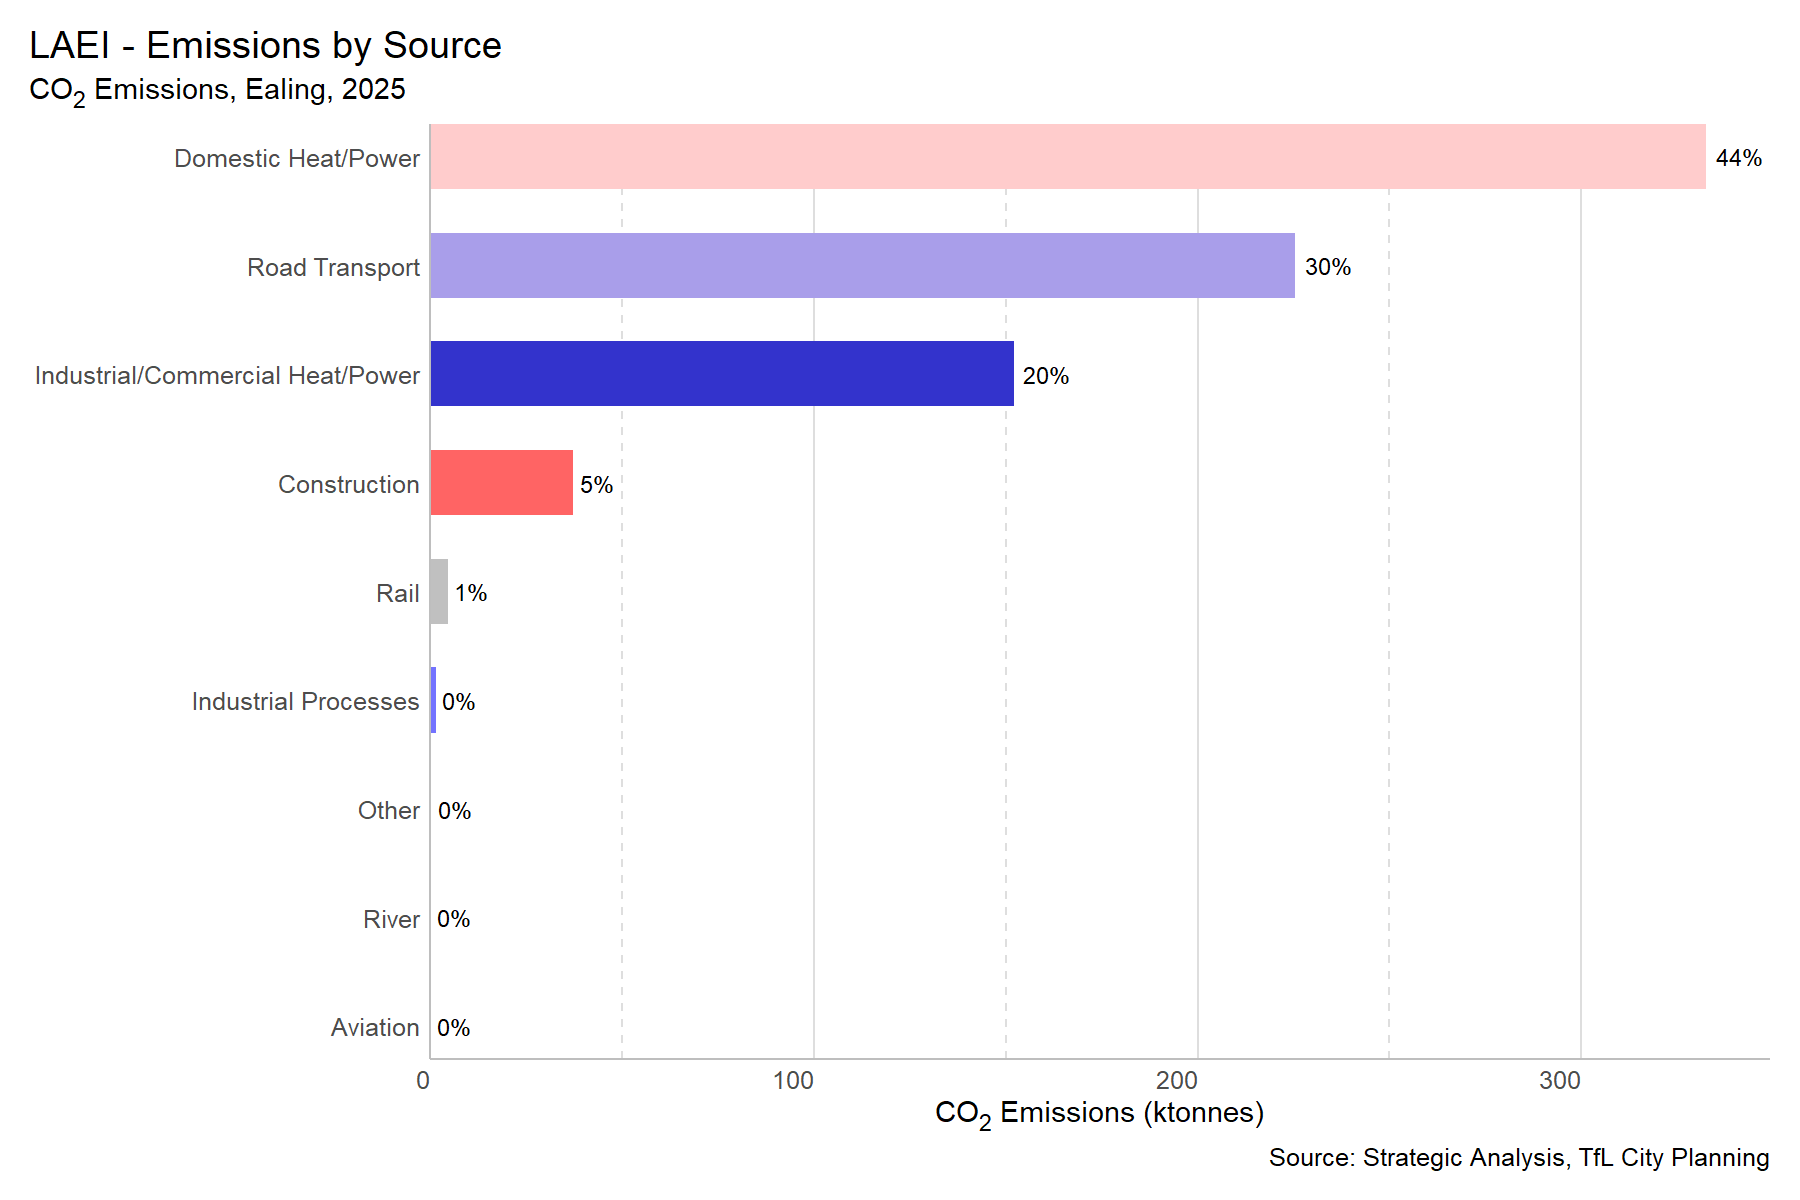 LAEI - Emissions by Source
CO₂ Emissions, Ealing, 2025
Domestic Heat/Power 44%
Road Transport 30%
Industrial/Commercial Heat/Power 20%
Construction 5%
Rail 1%
Industrial Processes 0%
Other 0%
River 0%
Aviation 0%
0 100 200 300
CO₂ Emissions (ktonnes)
Source: Strategic Analysis, TfL City Planning